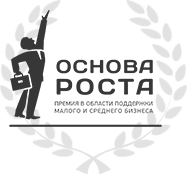 ОСНОВА
РОСТА
ПРЕМИЯ В ОБЛАСТИ ПОДДЕРЖКИ
МАЛОГО И СРЕДНЕГО БИЗНЕСА